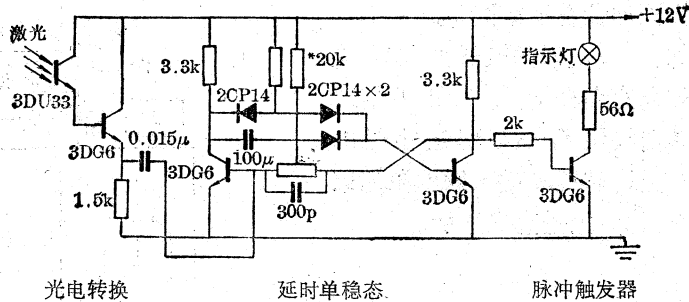 +12V
激光
3DU33
3DG6
0.015μ
1.5k
3.3k
2CP14
*20k
2CP14×2
100μ
3DG6
300p
3.3k
3DG6
2k
指示灯
56Ω
3DG6
光电转换
延时单稳态
脉冲触发器